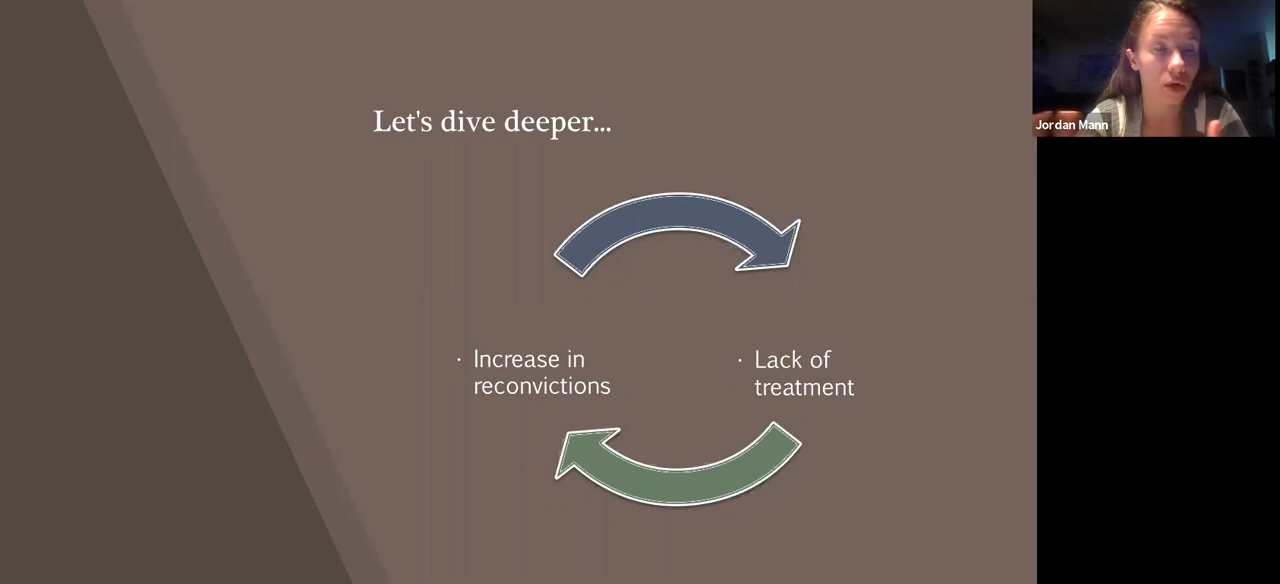 Let's dive deeper...
Jordan Mann
· Increase in
reconvictions
· Lack of
treatment